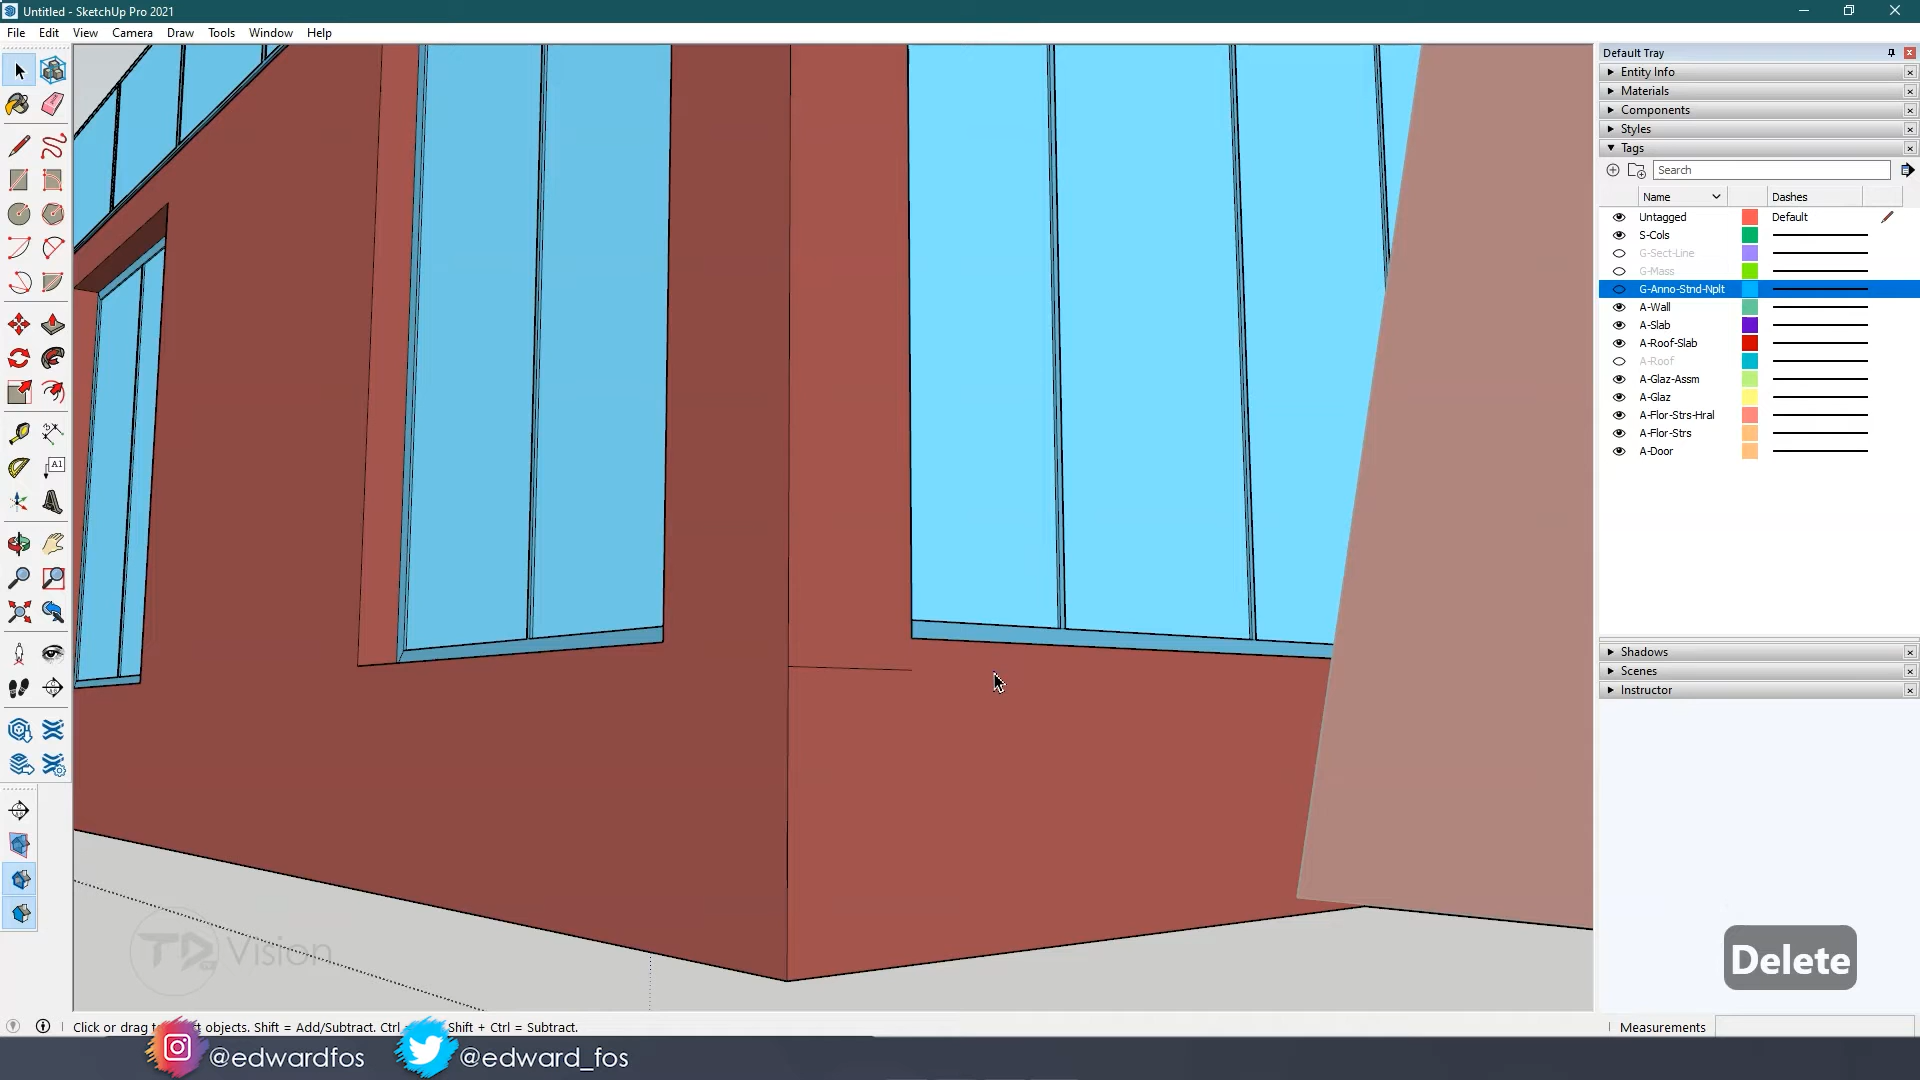 Untitled - SketchUp Pro 2021
File Edit View Camera Draw Tools Window Help
Default Tray
Entity Info
Materials
Components
Styles
Tags
Search
Name Dashes
Untagged Default
S-Cols
G-Sect-Line
G-Mass
G-Anno-Stnd-Nplt
A-Wall
A-Slab
A-Roof-Slab
A-Roof
A-Glaz-Assm
A-Glaz
A-Flor-Strs-Hral
A-Flor-Strs
A-Door
Shadows
Scenes
Instructor
A1
TD Vision
Delete
Click or drag t objects. Shift = Add/Subtract. Ctrl Shift + Ctrl = Subtract.
Measurements
@edwardfos @edward_fos